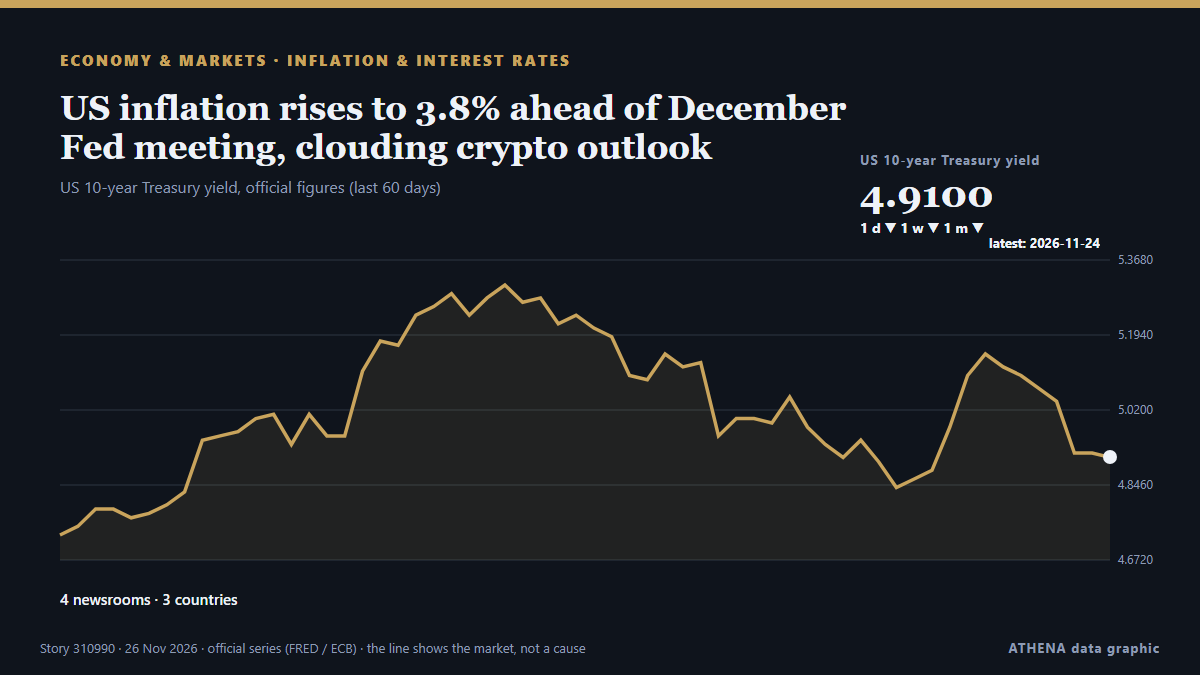 ECONOMY & MARKETS · INFLATION & INTEREST RATES
US inflation rises to 3.8% ahead of December
Fed meeting, clouding crypto outlook
US 10-year Treasury yield, official figures (last 60 days)
US 10-year Treasury yield
4.9100
1 d ▼ 1 w ▼ 1 m ▼
latest: 2026-11-24
5.3680
5.1940
5.0200
4.8460
4.6720
4 newsrooms · 3 countries
Story 310990 · 26 Nov 2026 · official series (FRED / ECB) · the line shows the market, not a cause
ATHENA data graphic